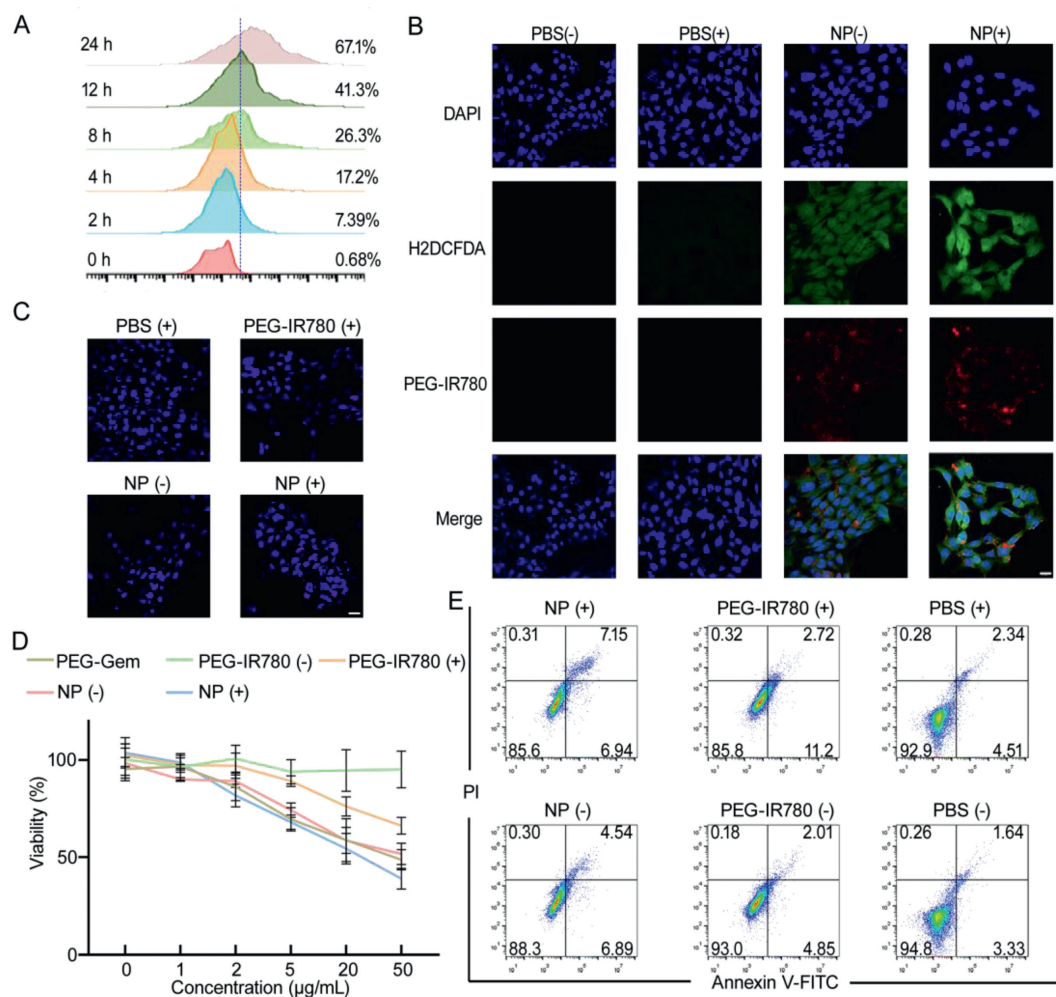 A
24 h 67.1%
12 h 41.3%
8 h 26.3%
4 h 17.2%
2 h 7.39%
0 h 0.68%
B
PBS(-) PBS(+) NP(-) NP(+)
DAPI
H2DCFDA
PEG-IR780
Merge
C
PBS (+) PEG-IR780 (+)
NP (-) NP (+)
D
PEG-Gem PEG-IR780 (-) PEG-IR780 (+)
NP (-) NP (+)
Viability (%)
100
50
0
0 1 2 5 20 50
Concentration (μg/mL)
E
NP (+) PEG-IR780 (+) PBS (+)
0.31 7.15 0.32 2.72 0.28 2.34
85.6 6.94 85.8 11.2 92.9 4.51
PI
NP (-) PEG-IR780 (-) PBS (-)
0.30 4.54 0.18 2.01 0.26 1.64
88.3 6.89 93.0 4.85 94.8 3.33
Annexin V-FITC